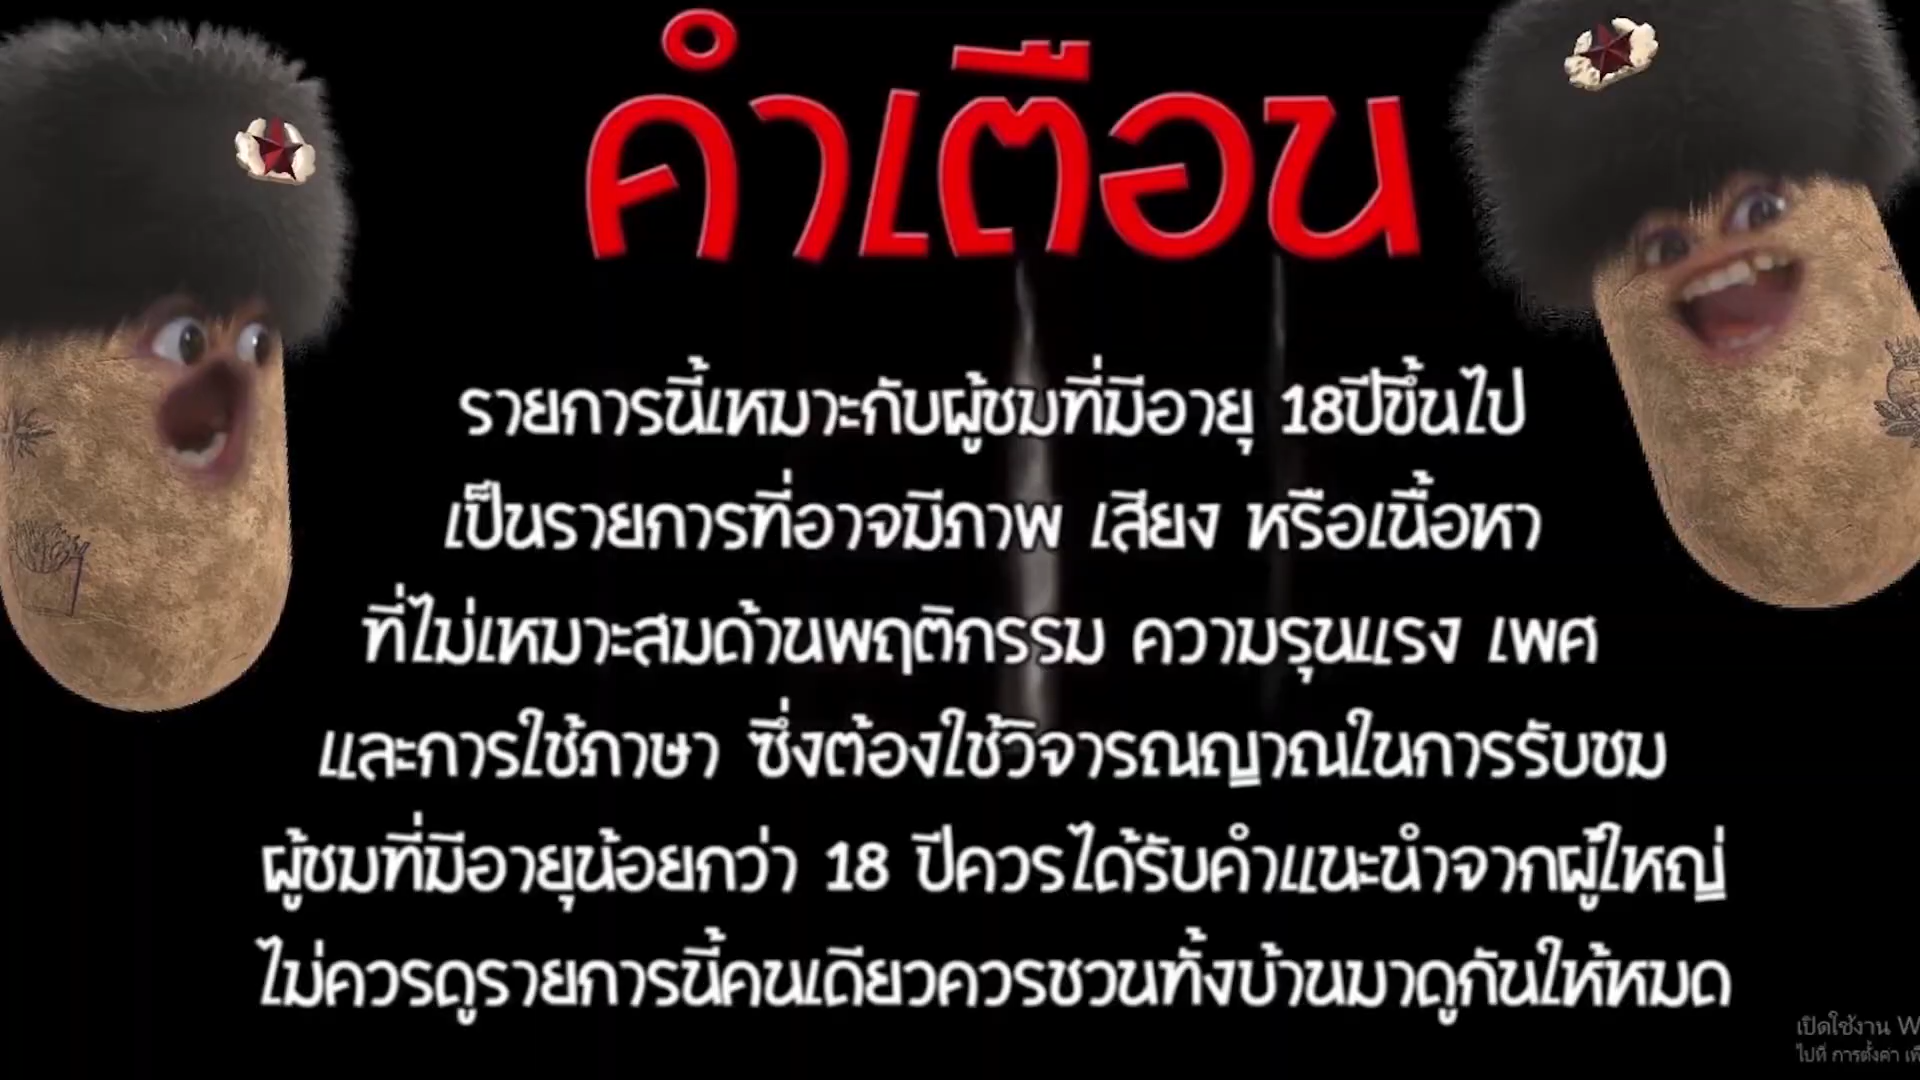 คำเตือน
รายการนี้เหมาะกับผู้ชมที่มีอายุ 18ปีขึ้นไป
เป็นรายการที่อาจมีภาพ เสียง หรือเนื้อหา
ที่ไม่เหมาะสมด้านพฤติกรรม ความรุนแรง เพศ
และการใช้ภาษา ซึ่งต้องใช้วิจารณญาณในการรับชม
ผู้ชมที่มีอายุน้อยกว่า 18 ปีควรได้รับคำแนะนำจากผู้ใหญ่
ไม่ควรดูรายการนี้คนเดียวควรชวนทั้งบ้านมาดูกันให้หมด
เปิดใช้งาน W
ไปที่ การตั้งค่า